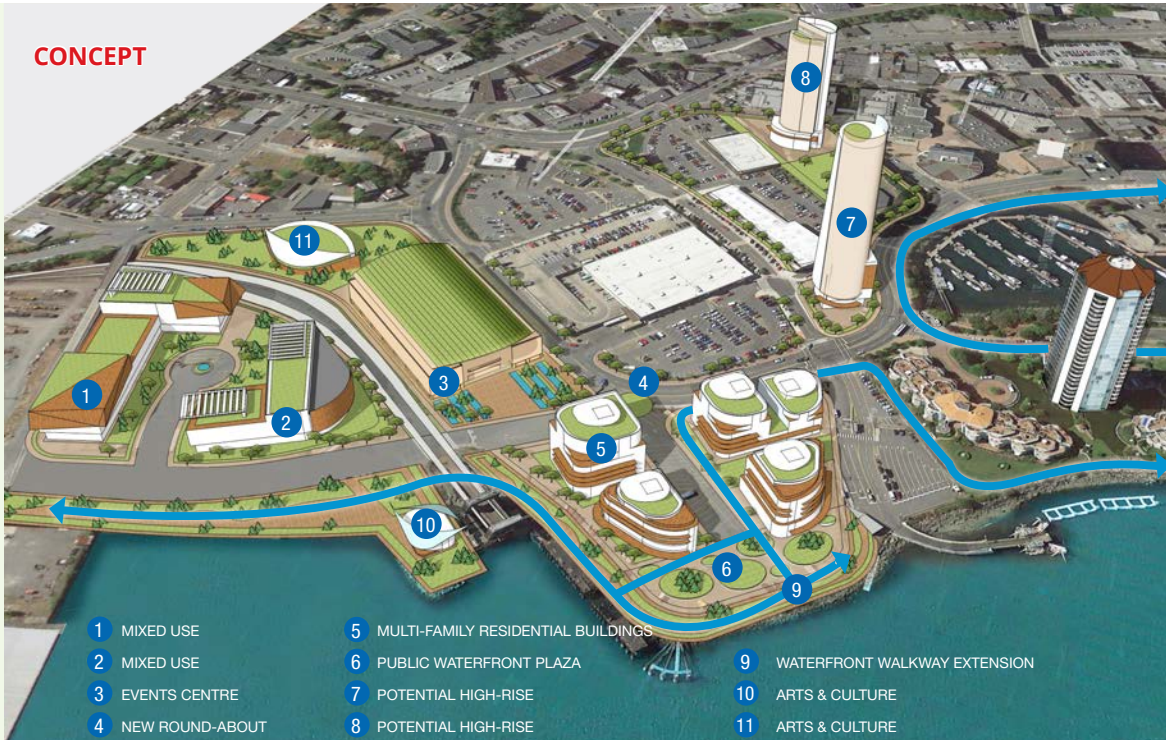 CONCEPT
8
7
11
3
4
1
2
5
10
6
9
1 MIXED USE
2 MIXED USE
3 EVENTS CENTRE
4 NEW ROUND-ABOUT
5 MULTI-FAMILY RESIDENTIAL BUILDINGS
6 PUBLIC WATERFRONT PLAZA
7 POTENTIAL HIGH-RISE
8 POTENTIAL HIGH-RISE
9 WATERFRONT WALKWAY EXTENSION
10 ARTS & CULTURE
11 ARTS & CULTURE